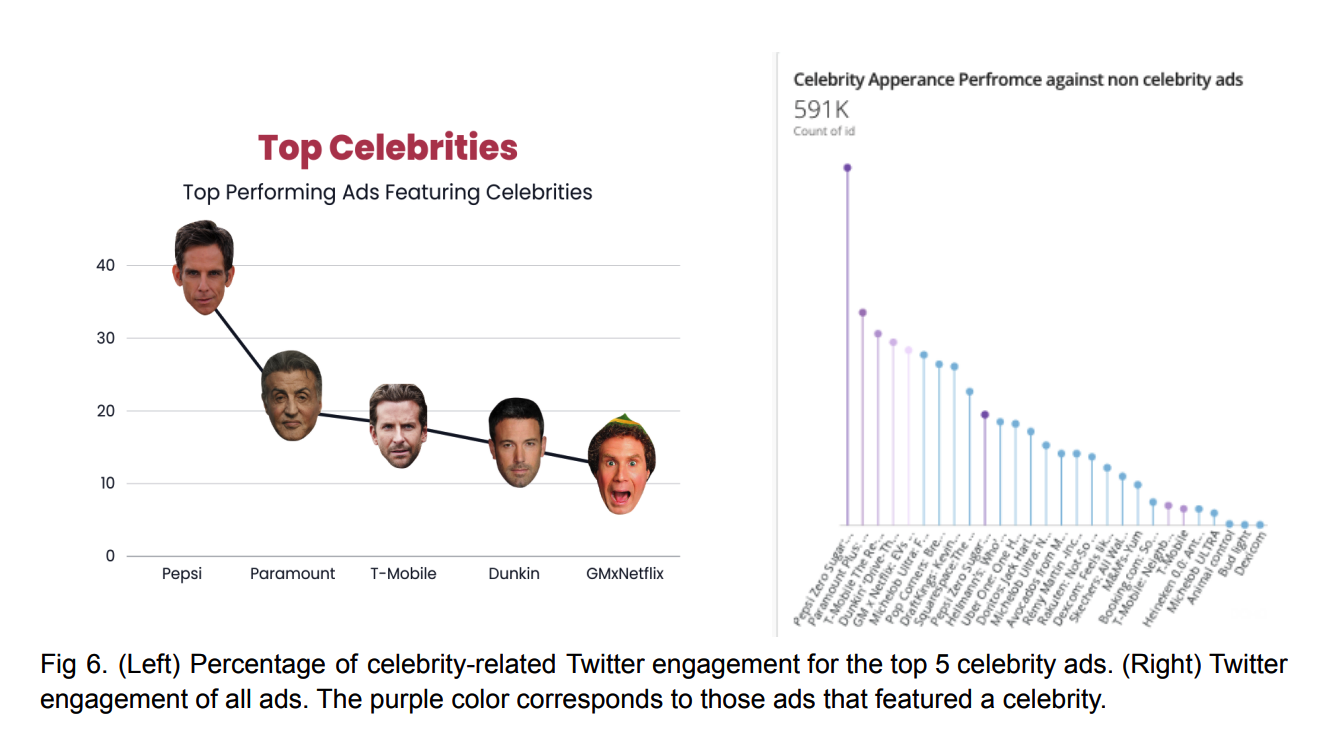 Top Celebrities
Top Performing Ads Featuring Celebrities
40
30
20
10
0
Pepsi Paramount T-Mobile Dunkin GMxNetflix
Celebrity Apperance Perfromce against non celebrity ads
591K
Count of id
Pepsi Zero Sugar:...
Paramount Plus:...
T-Mobile The Re-...
Dunkin' 'Drive-Th...
GM x Netflix: EVs ...
Michelob Ultra: F...
Pop Corners: Bre...
DraftKings: Kevin...
Squarespace:The ...
Pepsi Zero Sugar:...
Hellmann's: 'Who'...
Uber One: One H...
Doritos: Jack Harl...
Michelob Ultra: N...
Avocados from M...
Rémy Martin ,Inc...
Rakuten: Not-So...
Dexcom: Feels lik...
Skechers: All Wal...
M&M's-Yum
Booking.com: So...
T-Mobile: Neighb...
T-Mobile
Heineken 0.0: Ant...
Michelob ULTRA
Animal control
Bud light
Dexicom
Fig 6. (Left) Percentage of celebrity-related Twitter engagement for the top 5 celebrity ads. (Right) Twitter
engagement of all ads. The purple color corresponds to those ads that featured a celebrity.